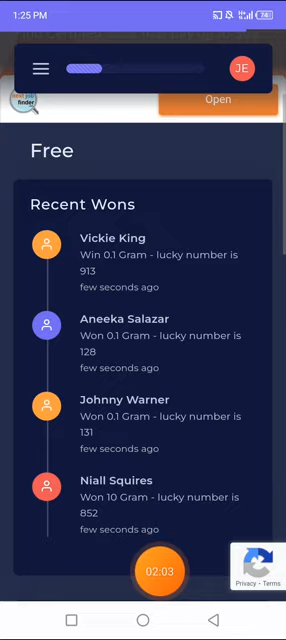 1:25 PM
74
JE
finder
Open
Free
Recent Wons
Vickie King
Win 0.1 Gram - lucky number is
913
few seconds ago
Aneeka Salazar
Won 0.1 Gram - lucky number is
128
few seconds ago
Johnny Warner
Won 0.1 Gram - lucky number is
131
few seconds ago
Niall Squires
Won 10 Gram - lucky number is
852
few seconds ago
02:03
Privacy - Terms